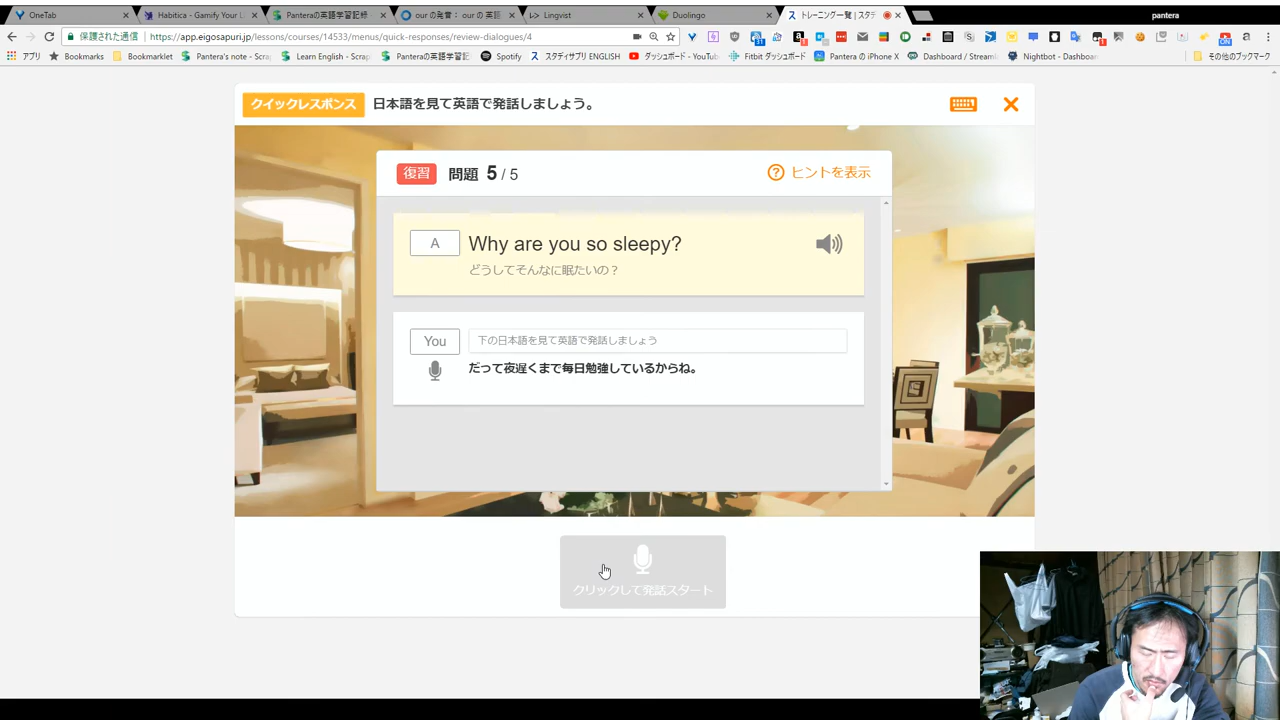 OneTab
Habitica - Gamify Your Li
Panteraの英語学習記録
our の発音： our の 英語
Lingvist
Duolingo
トレーニング一覧 | スタデ
pantera
保護された通信
https://app.eigosapuri.jp/lessons/courses/14533/menus/quick-responses/review-dialogues/4
アプリ
Bookmark
Bookmarklet
Pantera's note - Scrap
Learn English - Scrap
Panteraの英語学習記
Spotify
スタディサプリ ENGLISH
ダッシュボード - YouTu
Fitbit ダッシュボード
Pantera の iPhone X
Dashboard / Streamla
Nightbot - Dashboa
その他のブックマーク
クイックレスポンス 日本語を見て英語で発話しましょう。
復習 問題 5 / 5
? ヒントを表示
A Why are you so sleepy?
どうしてそんなに眠たいの？
You 下の日本語を見て英語で発話しましょう
だって夜遅くまで毎日勉強しているからね。
クリックして発話スタート